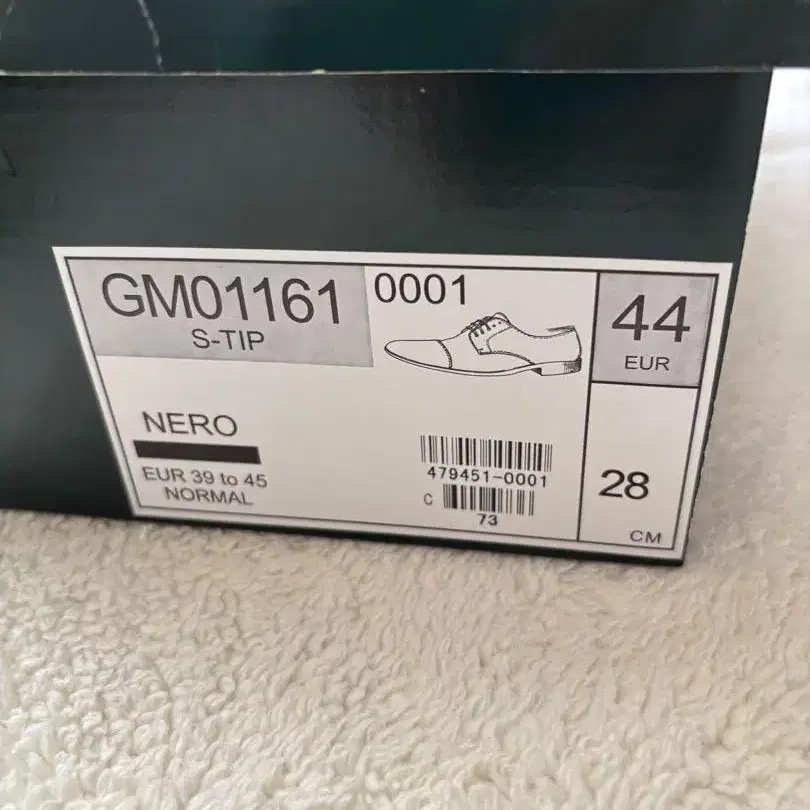 GM01161
S-TIP
0001
44
EUR
NERO
EUR 39 to 45
NORMAL
479451-0001
C
73
28
CM